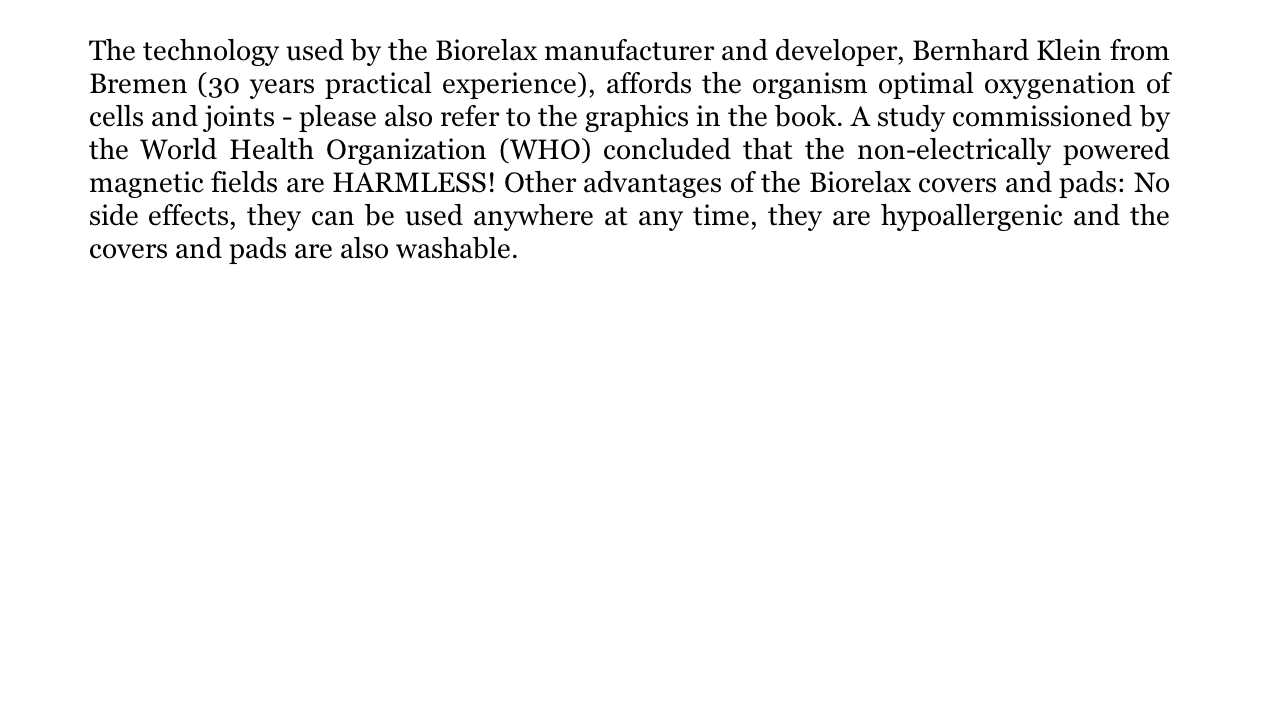 The technology used by the Biorelax manufacturer and developer, Bernhard Klein from
Bremen (30 years practical experience), affords the organism optimal oxygenation of
cells and joints - please also refer to the graphics in the book. A study commissioned by
the World Health Organization (WHO) concluded that the non-electrically powered
magnetic fields are HARMLESS! Other advantages of the Biorelax covers and pads: No
side effects, they can be used anywhere at any time, they are hypoallergenic and the
covers and pads are also washable.